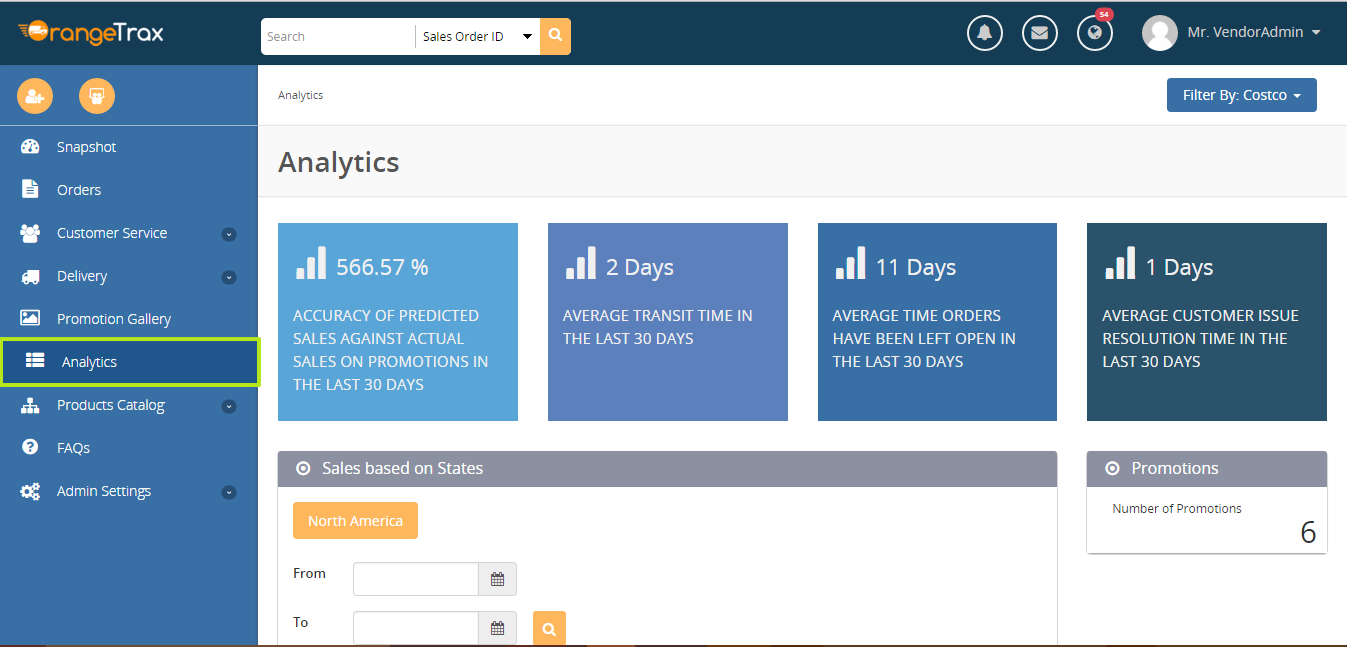 OrangeTrax
Search
Sales Order ID
54
Mr. VendorAdmin
Analytics
Filter By: Costco
Snapshot
Orders
Customer Service
Delivery
Promotion Gallery
Analytics
Products Catalog
FAQs
Admin Settings
Analytics
566.57 %
ACCURACY OF PREDICTED
SALES AGAINST ACTUAL
SALES ON PROMOTIONS IN
THE LAST 30 DAYS
2 Days
AVERAGE TRANSIT TIME IN
THE LAST 30 DAYS
11 Days
AVERAGE TIME ORDERS
HAVE BEEN LEFT OPEN IN
THE LAST 30 DAYS
1 Days
AVERAGE CUSTOMER ISSUE
RESOLUTION TIME IN THE
LAST 30 DAYS
Sales based on States
North America
From
To
Promotions
Number of Promotions
6